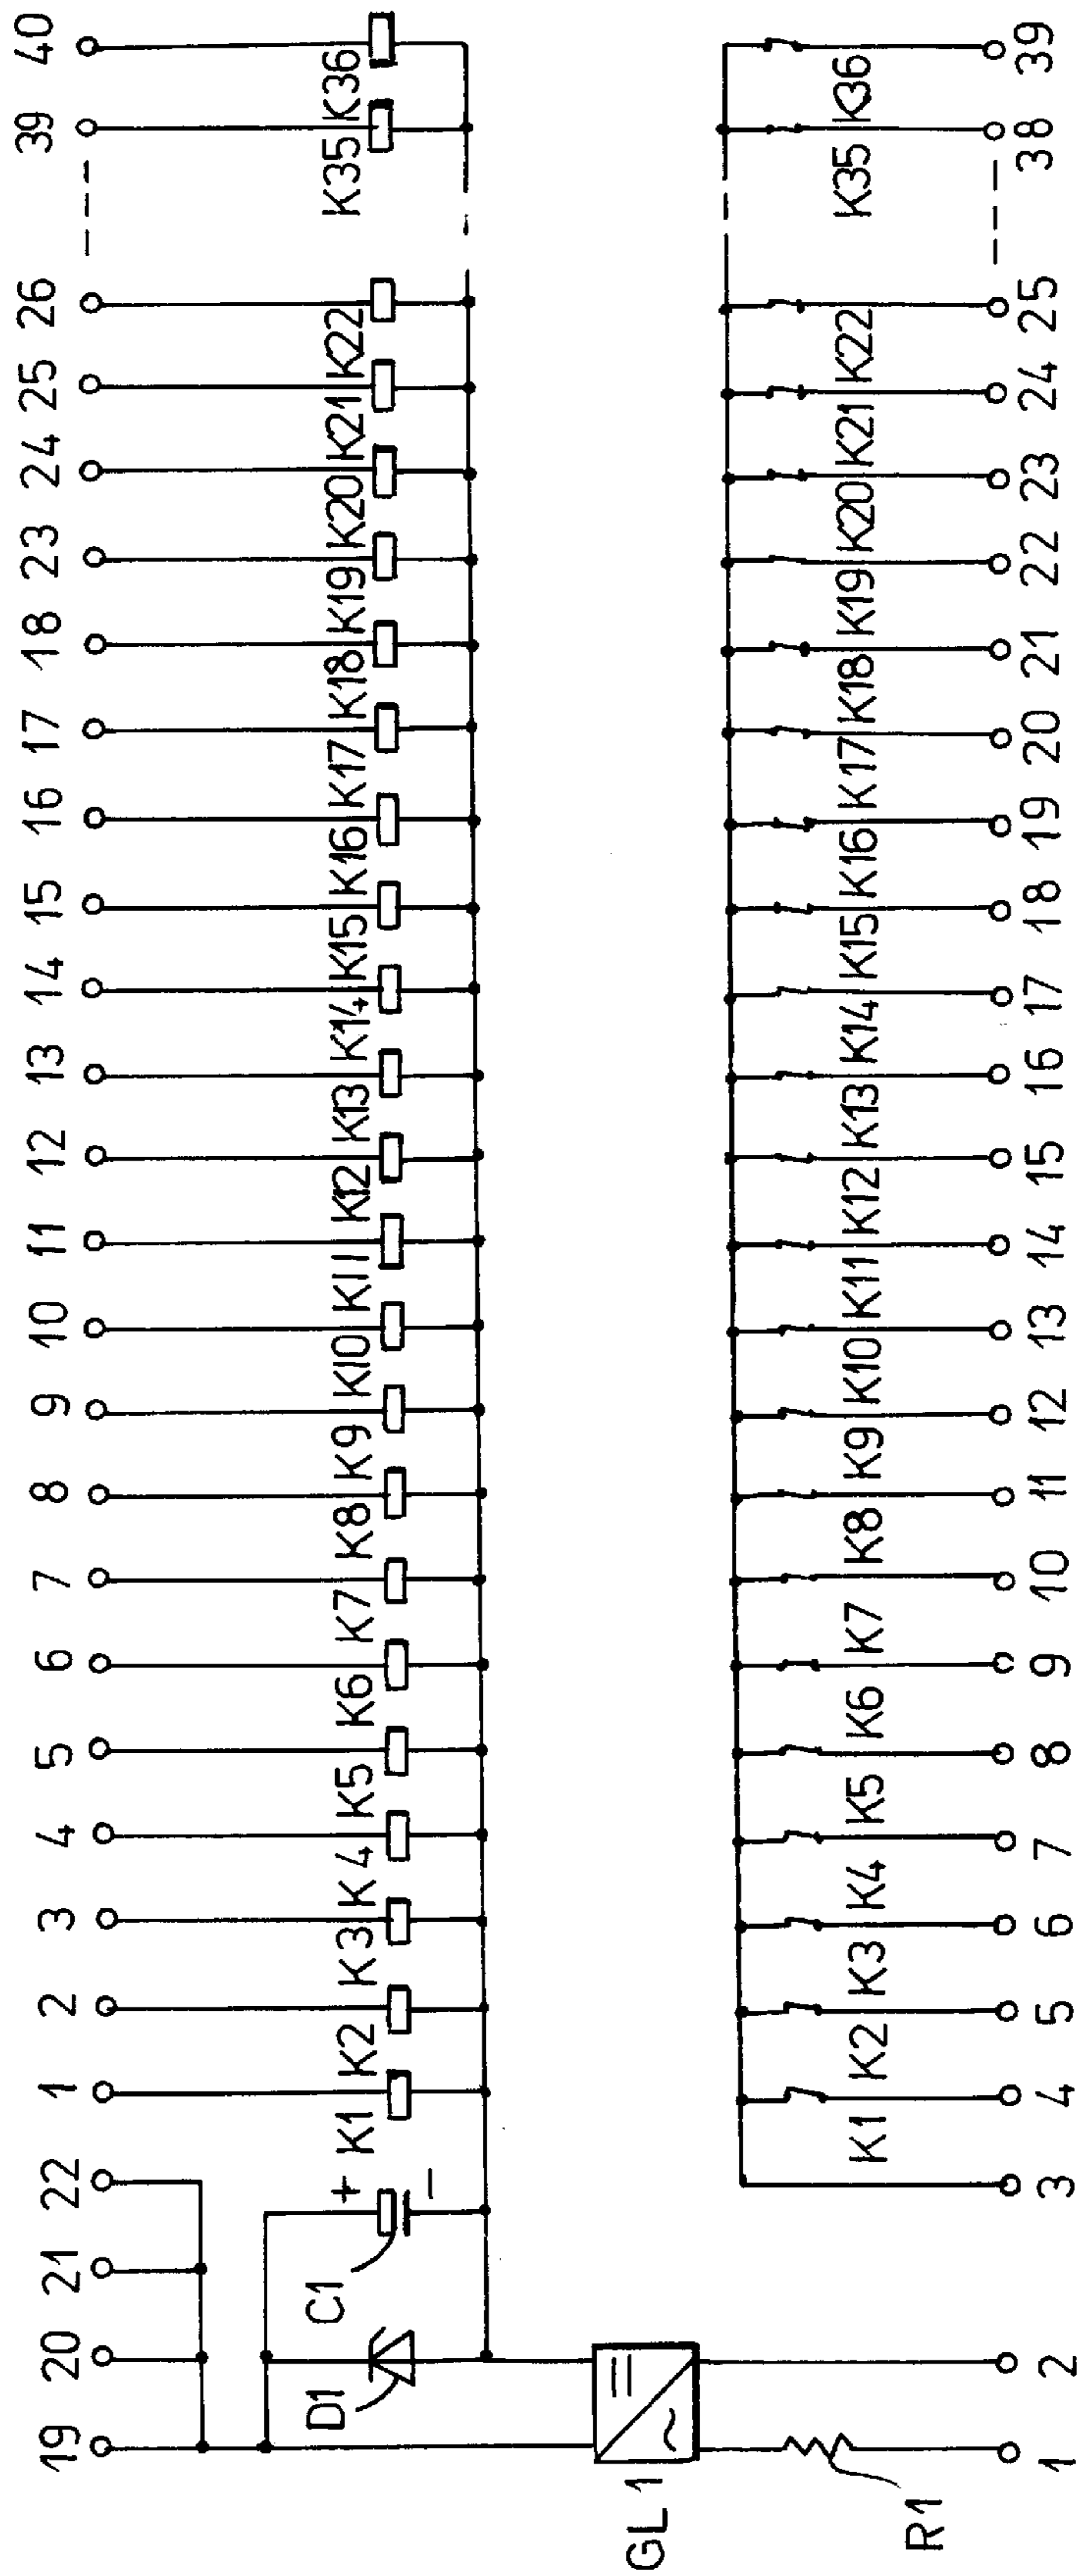 19 20 21 22 1 2 3 4 5 6 7 8 9 10 11 12 13 14 15 16 17 18 23 24 25 26 --- 39 40
D1 C1 + − K1 K2 K3 K4 K5 K6 K7 K8 K9 K10 K11 K12 K13 K14 K15 K16 K17 K18 K19 K20 K21 K22 K35 K36
GL 1 ~ =
R1 K1 K2 K3 K4 K5 K6 K7 K8 K9 K10 K11 K12 K13 K14 K15 K16 K17 K18 K19 K20 K21 K22 K35 K36
1 2 3 4 5 6 7 8 9 10 11 12 13 14 15 16 17 18 19 20 21 22 23 24 25 --- 38 39